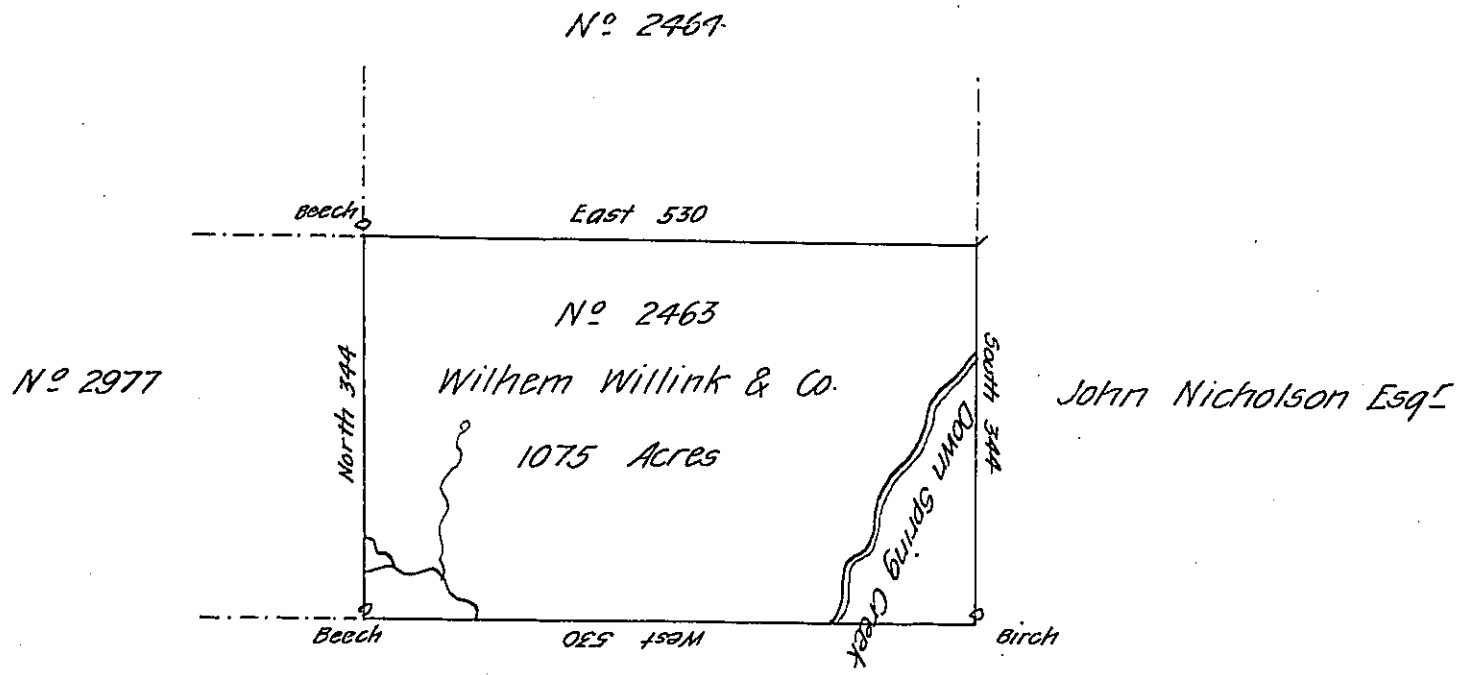 Nº 2464
Beech
East 530
Nº 2463
Wilhem Willink & Co.
1075 Acres
North 344
South 344
Nº 2977
John Nicholson Esqr
Down Spring Creek
Beech
West 530
Birch